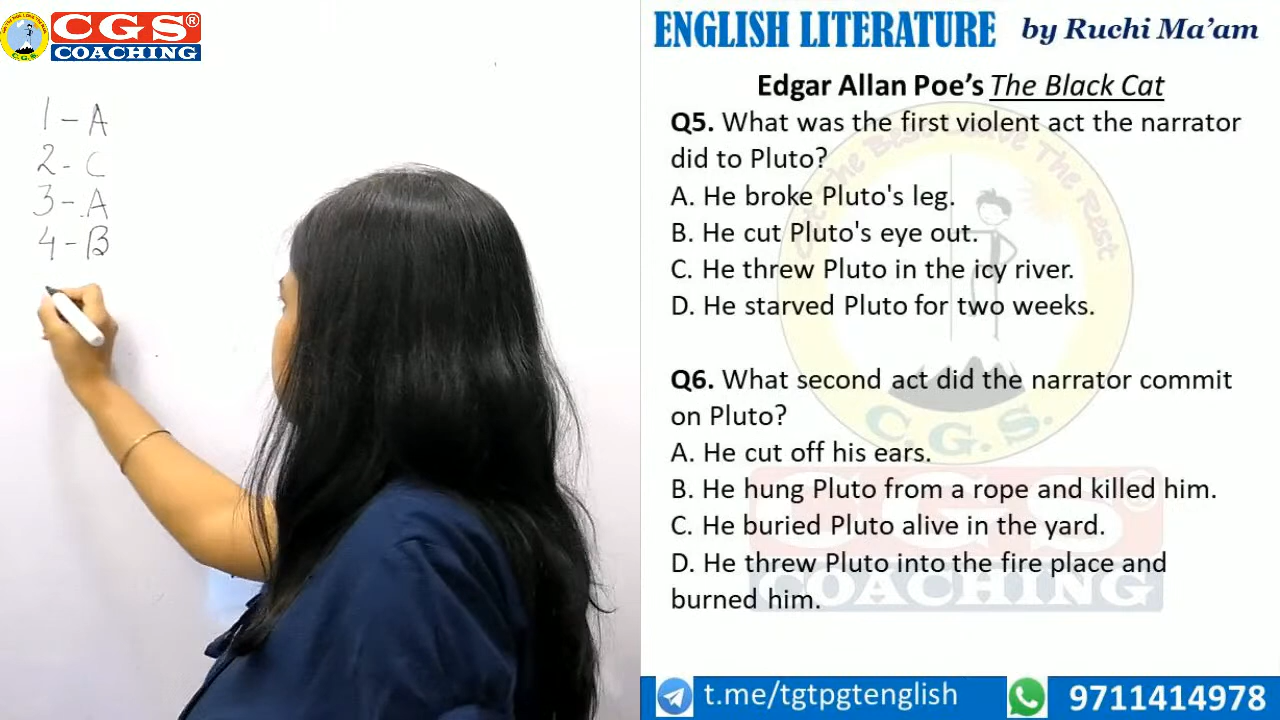 CGS®
COACHING
C.G.S.
1 - A
2 - C
3 - A
4 - B
ENGLISH LITERATURE by Ruchi Ma’am
Edgar Allan Poe’s The Black Cat
Q5. What was the first violent act the narrator
did to Pluto?
A. He broke Pluto's leg.
B. He cut Pluto's eye out.
C. He threw Pluto in the icy river.
D. He starved Pluto for two weeks.
Q6. What second act did the narrator commit
on Pluto?
A. He cut off his ears.
B. He hung Pluto from a rope and killed him.
C. He buried Pluto alive in the yard.
D. He threw Pluto into the fire place and
burned him.
The Rest
C.G.S.
CGS
COACHING
t.me/tgtpgtenglish
9711414978